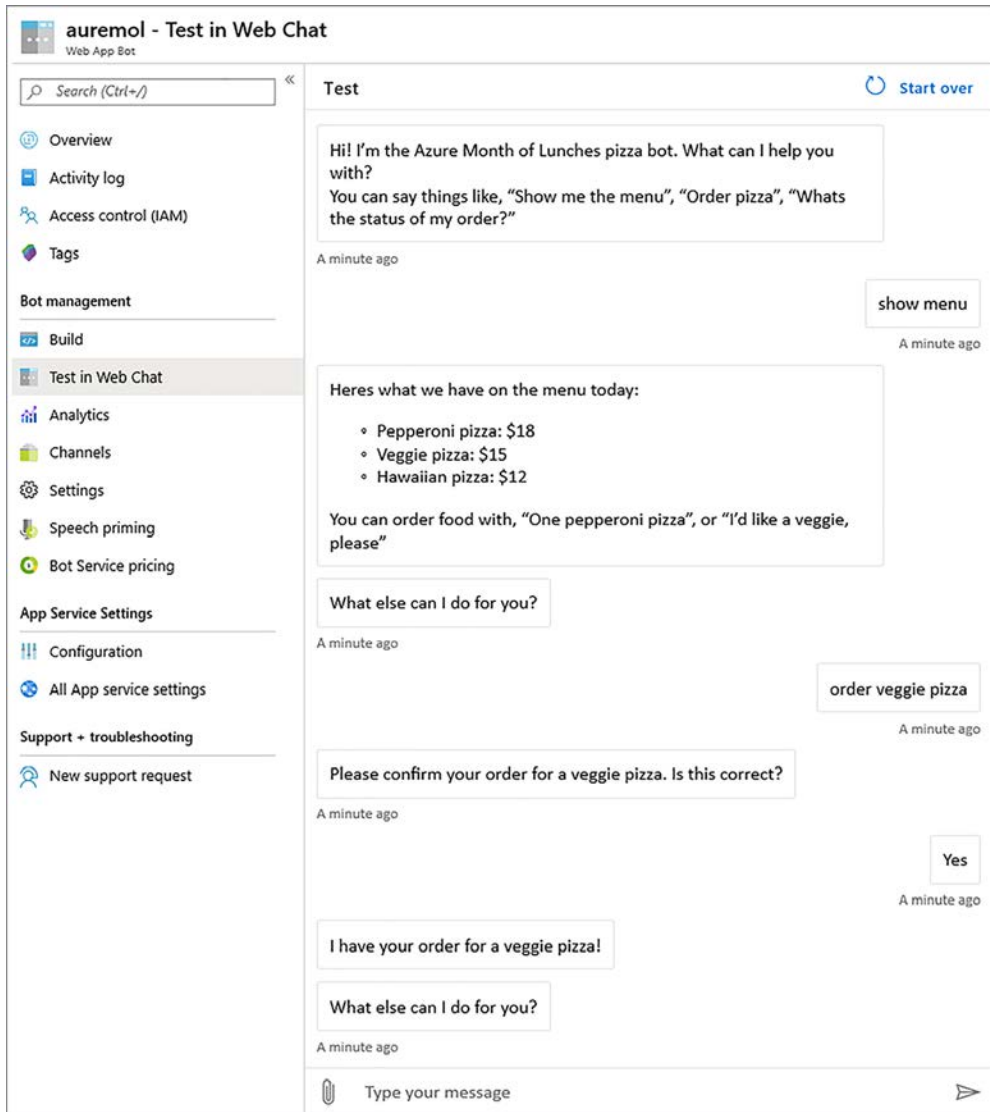 auremol - Test in Web Chat
Web App Bot
Search (Ctrl+/)
«
Overview
Activity log
Access control (IAM)
Tags
Bot management
Build
Test in Web Chat
Analytics
Channels
Settings
Speech priming
Bot Service pricing
App Service Settings
Configuration
All App service settings
Support + troubleshooting
New support request
Test
Start over
Hi! I’m the Azure Month of Lunches pizza bot. What can I help you
with?
You can say things like, “Show me the menu”, “Order pizza”, “Whats
the status of my order?”
A minute ago
show menu
A minute ago
Heres what we have on the menu today:
• Pepperoni pizza: $18
• Veggie pizza: $15
• Hawaiian pizza: $12
You can order food with, “One pepperoni pizza”, or “I’d like a veggie,
please”
What else can I do for you?
A minute ago
order veggie pizza
A minute ago
Please confirm your order for a veggie pizza. Is this correct?
A minute ago
Yes
A minute ago
I have your order for a veggie pizza!
What else can I do for you?
A minute ago
Type your message